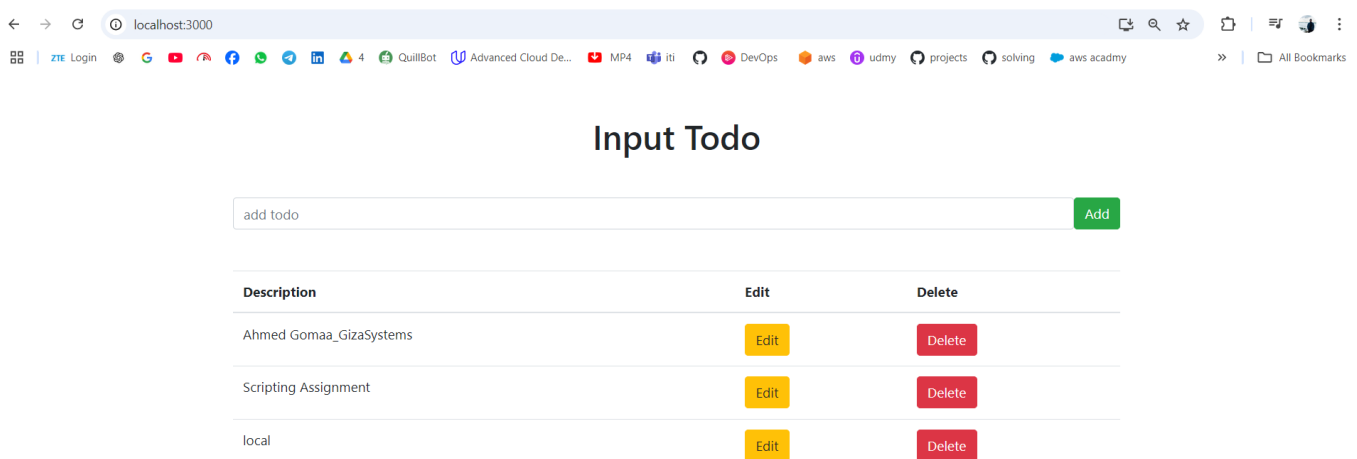 localhost:3000
ZTE Login 4 QuillBot Advanced Cloud De... MP4 iti DevOps aws udmy projects solving aws acadmy » All Bookmarks
Input Todo
add todo Add
Description Edit Delete
Ahmed Gomaa_GizaSystems Edit Delete
Scripting Assignment Edit Delete
local Edit Delete